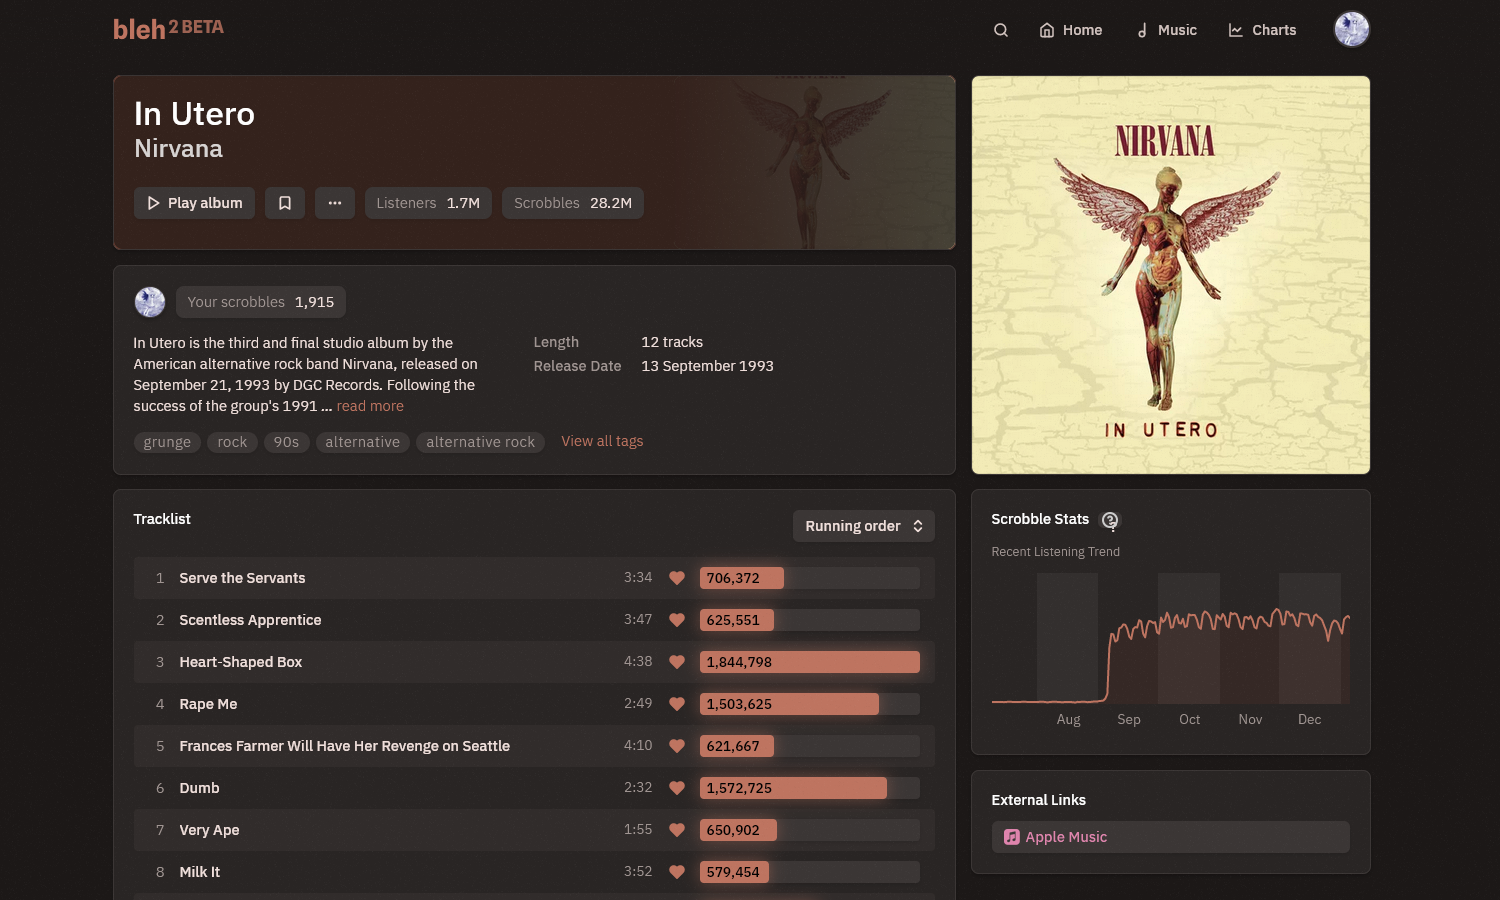 bleh 2 BETA
Home
Music
Charts
In Utero
Nirvana
Play album
Listeners 1.7M
Scrobbles 28.2M
NIRVANA
IN UTERO
Your scrobbles 1,915
In Utero is the third and final studio album by the
American alternative rock band Nirvana, released on
September 21, 1993 by DGC Records. Following the
success of the group's 1991 ... read more
Length 12 tracks
Release Date 13 September 1993
grunge rock 90s alternative alternative rock View all tags
Tracklist
Running order
1 Serve the Servants 3:34 706,372
2 Scentless Apprentice 3:47 625,551
3 Heart-Shaped Box 4:38 1,844,798
4 Rape Me 2:49 1,503,625
5 Frances Farmer Will Have Her Revenge on Seattle 4:10 621,667
6 Dumb 2:32 1,572,725
7 Very Ape 1:55 650,902
8 Milk It 3:52 579,454
Scrobble Stats
Recent Listening Trend
Aug Sep Oct Nov Dec
External Links
Apple Music